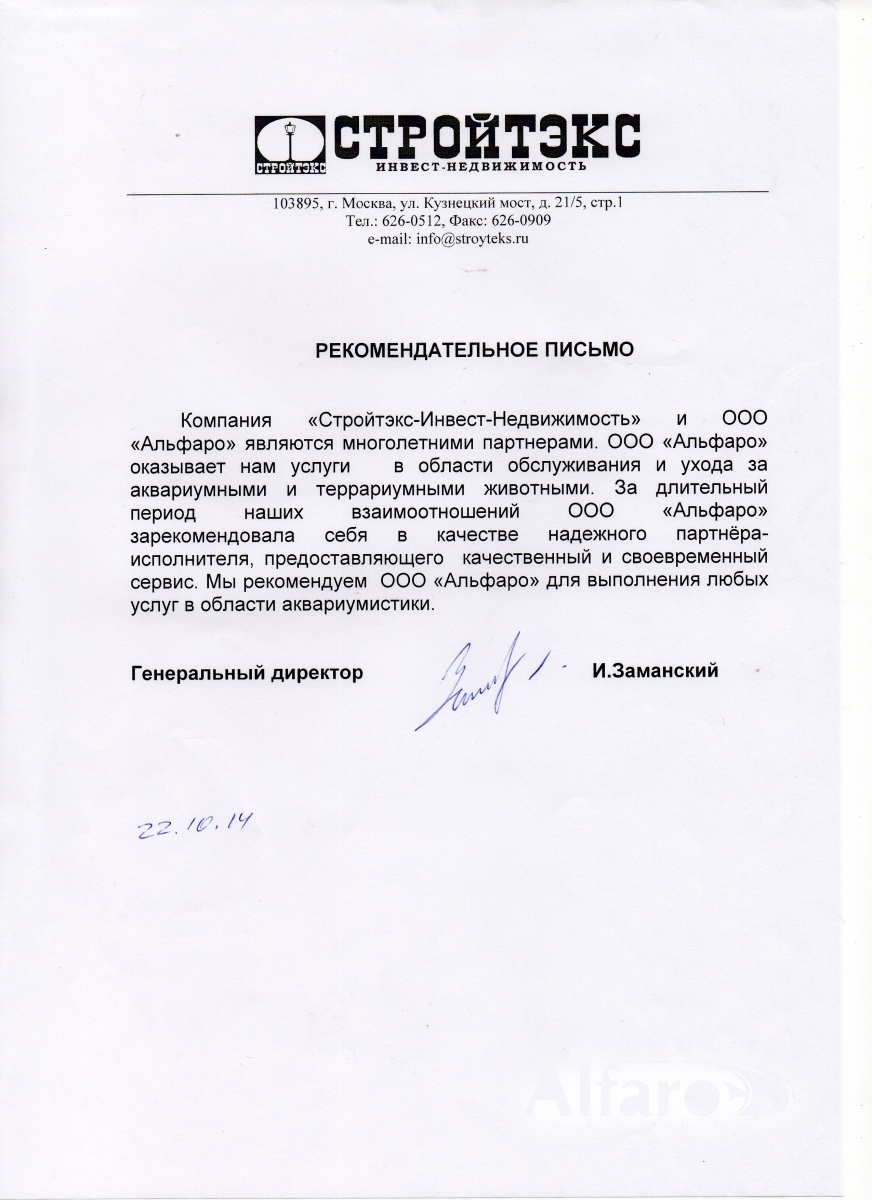 СТРОЙТЭКС
СТРОЙТЭКС
ИНВЕСТ-НЕДВИЖИМОСТЬ
103895, г. Москва, ул. Кузнецкий мост, д. 21/5, стр.1
Тел.: 626-0512, Факс: 626-0909
e-mail: info@stroyteks.ru
РЕКОМЕНДАТЕЛЬНОЕ ПИСЬМО
Компания «Стройтэкс-Инвест-Недвижимость» и ООО
«Альфаро» являются многолетними партнерами. ООО «Альфаро»
оказывает нам услуги в области обслуживания и ухода за
аквариумными и террариумными животными. За длительный
период наших взаимоотношений ООО «Альфаро»
зарекомендовала себя в качестве надежного партнёра-
исполнителя, предоставляющего качественный и своевременный
сервис. Мы рекомендуем ООО «Альфаро» для выполнения любых
услуг в области аквариумистики.
Генеральный директор И.Заманский
22.10.14
Alfaro